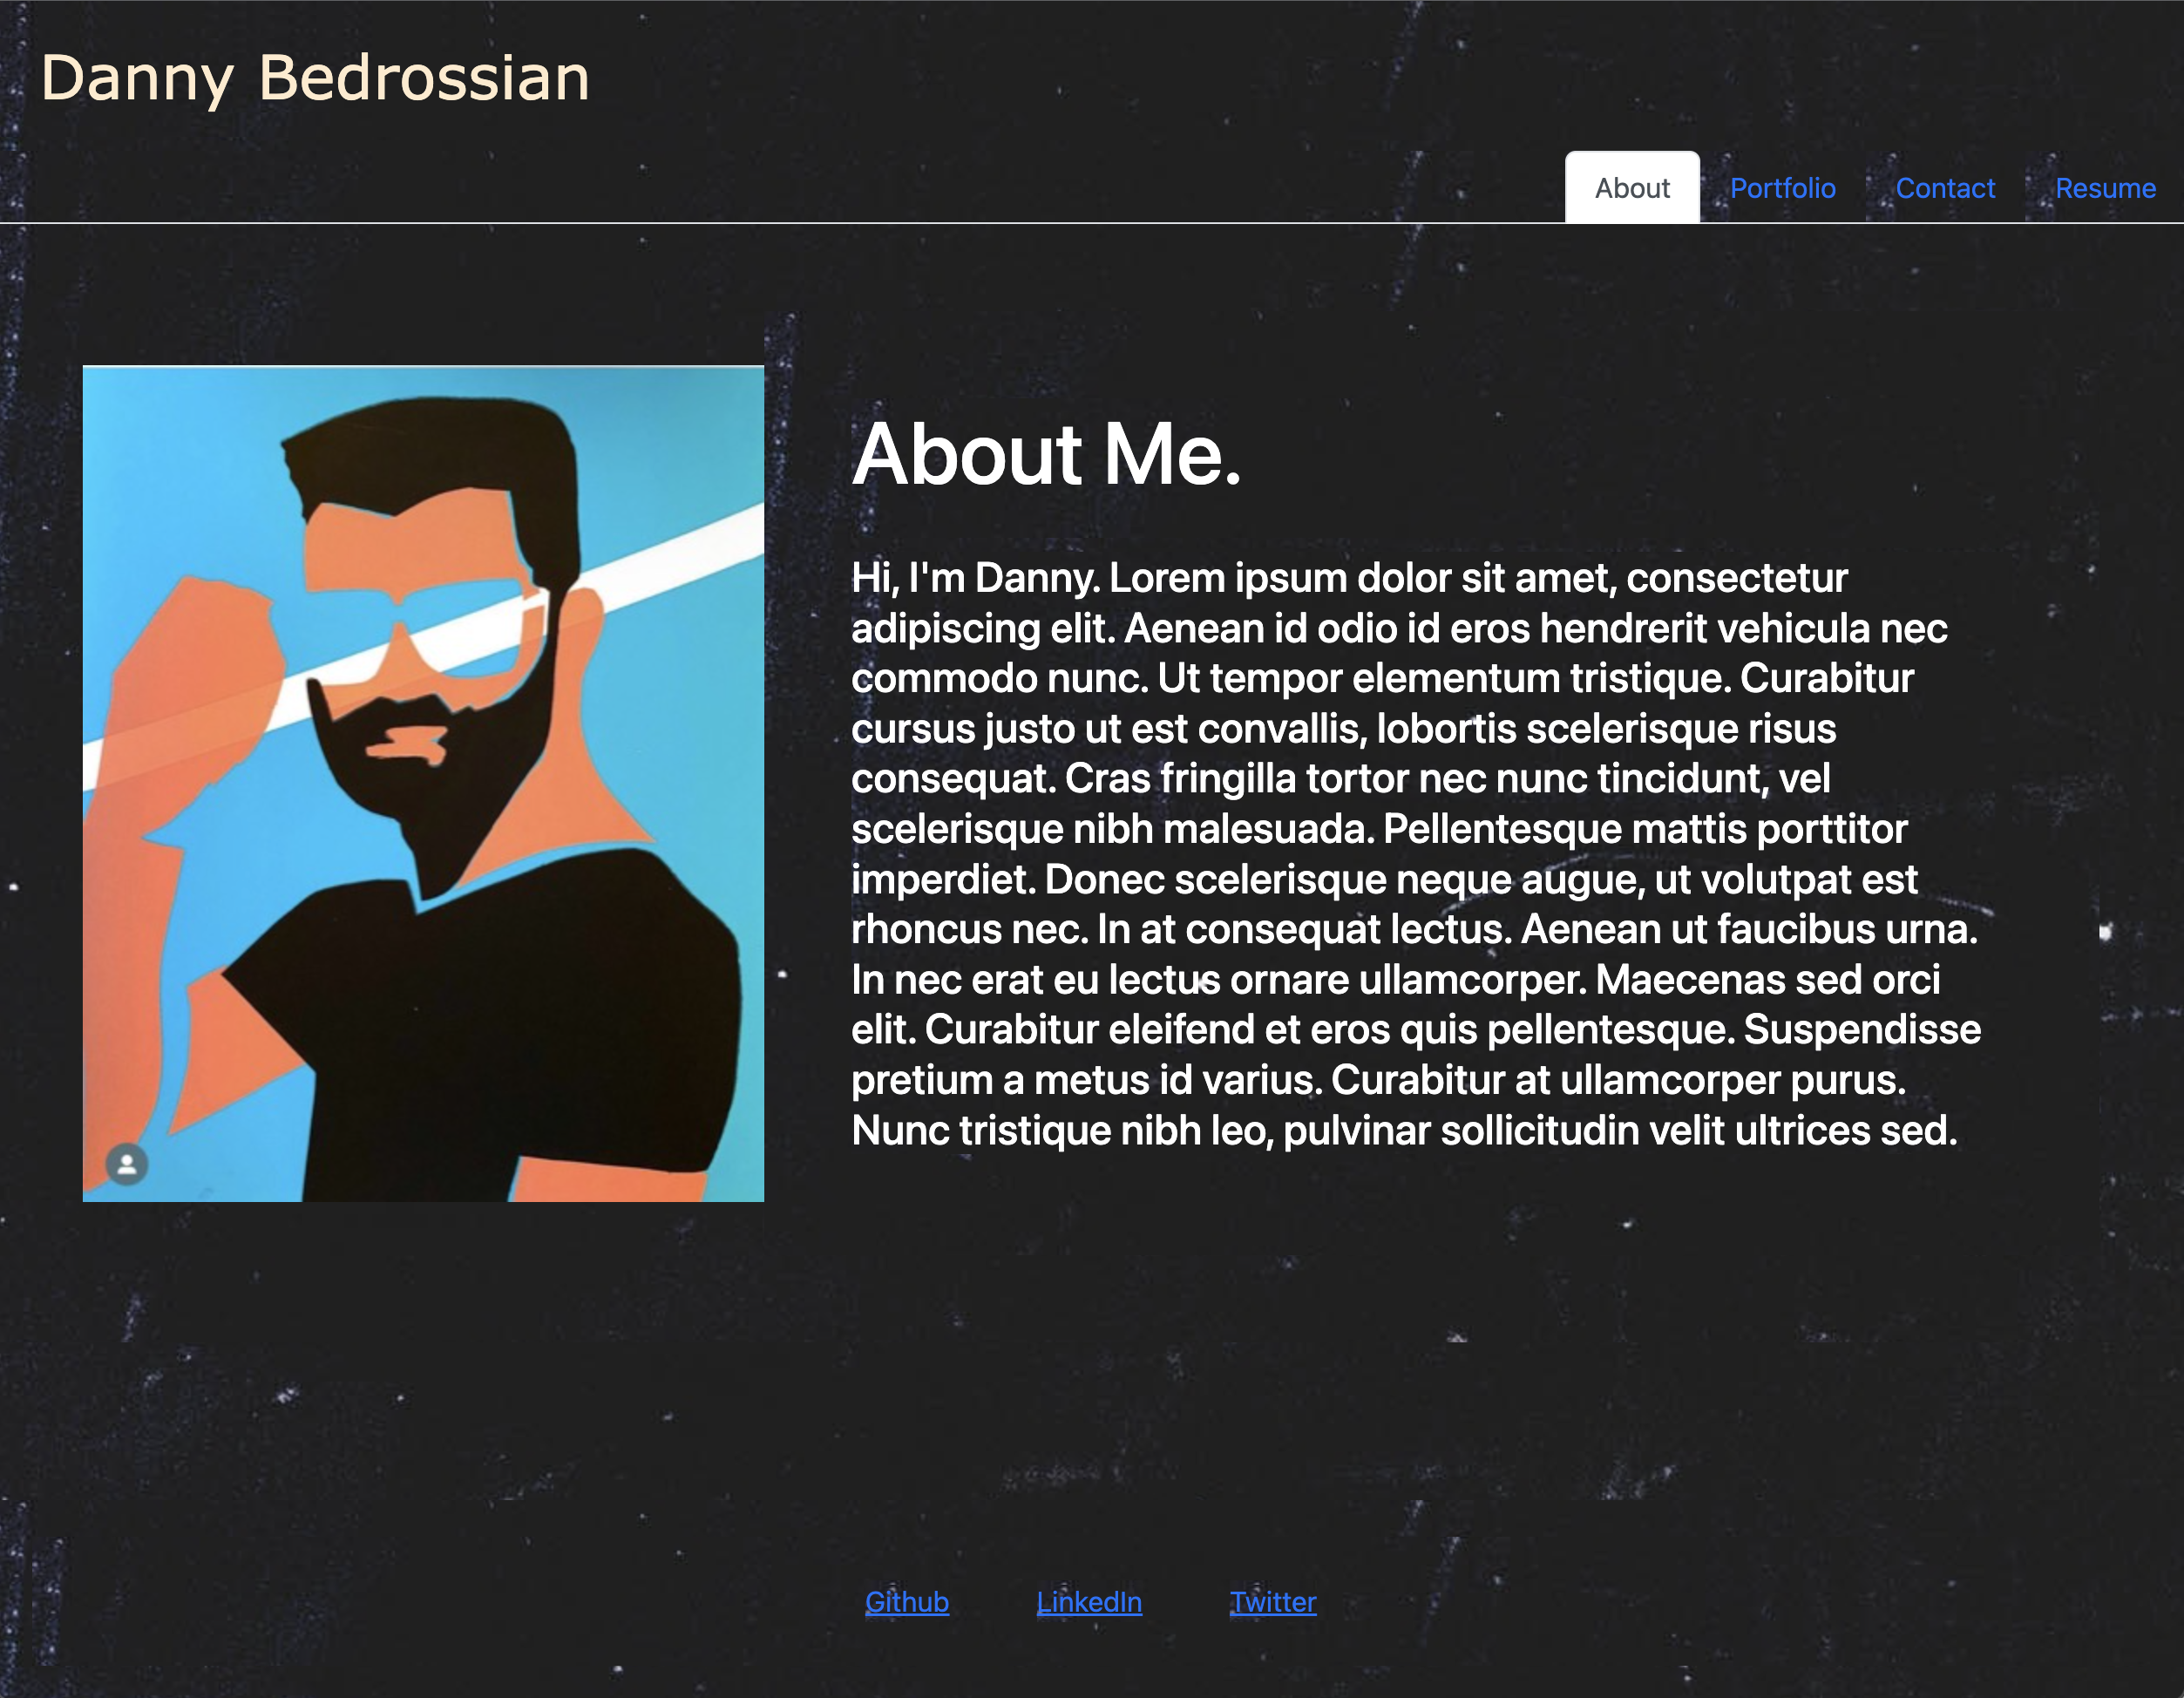 Danny Bedrossian
About Portfolio Contact Resume
About Me.
Hi, I'm Danny. Lorem ipsum dolor sit amet, consectetur
adipiscing elit. Aenean id odio id eros hendrerit vehicula nec
commodo nunc. Ut tempor elementum tristique. Curabitur
cursus justo ut est convallis, lobortis scelerisque risus
consequat. Cras fringilla tortor nec nunc tincidunt, vel
scelerisque nibh malesuada. Pellentesque mattis porttitor
imperdiet. Donec scelerisque neque augue, ut volutpat est
rhoncus nec. In at consequat lectus. Aenean ut faucibus urna.
In nec erat eu lectus ornare ullamcorper. Maecenas sed orci
elit. Curabitur eleifend et eros quis pellentesque. Suspendisse
pretium a metus id varius. Curabitur at ullamcorper purus.
Nunc tristique nibh leo, pulvinar sollicitudin velit ultrices sed.
Github LinkedIn Twitter